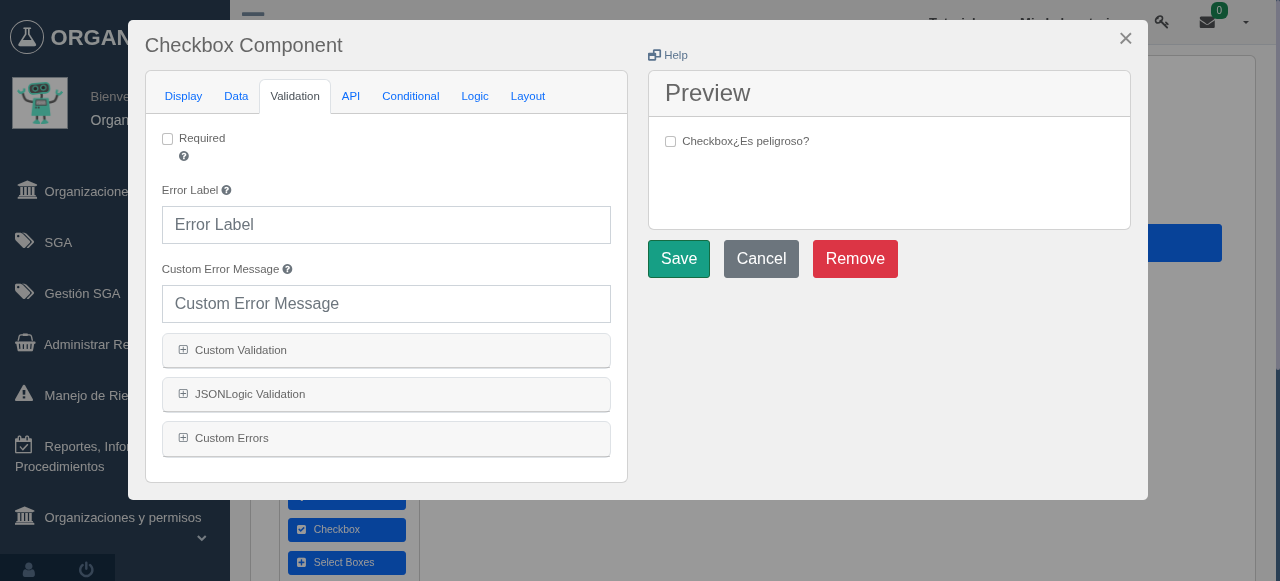 ORGAN
Bienve
Organ
Organizacione
SGA
Gestión SGA
Administrar Re
Manejo de Rie
Reportes, Infor
Procedimientos
Organizaciones y permisos
0
Checkbox Component
Help
Display Data Validation API Conditional Logic Layout
Required
Error Label
Error Label
Custom Error Message
Custom Error Message
Custom Validation
JSONLogic Validation
Custom Errors
Preview
Checkbox¿Es peligroso?
Save Cancel Remove
Checkbox
Select Boxes